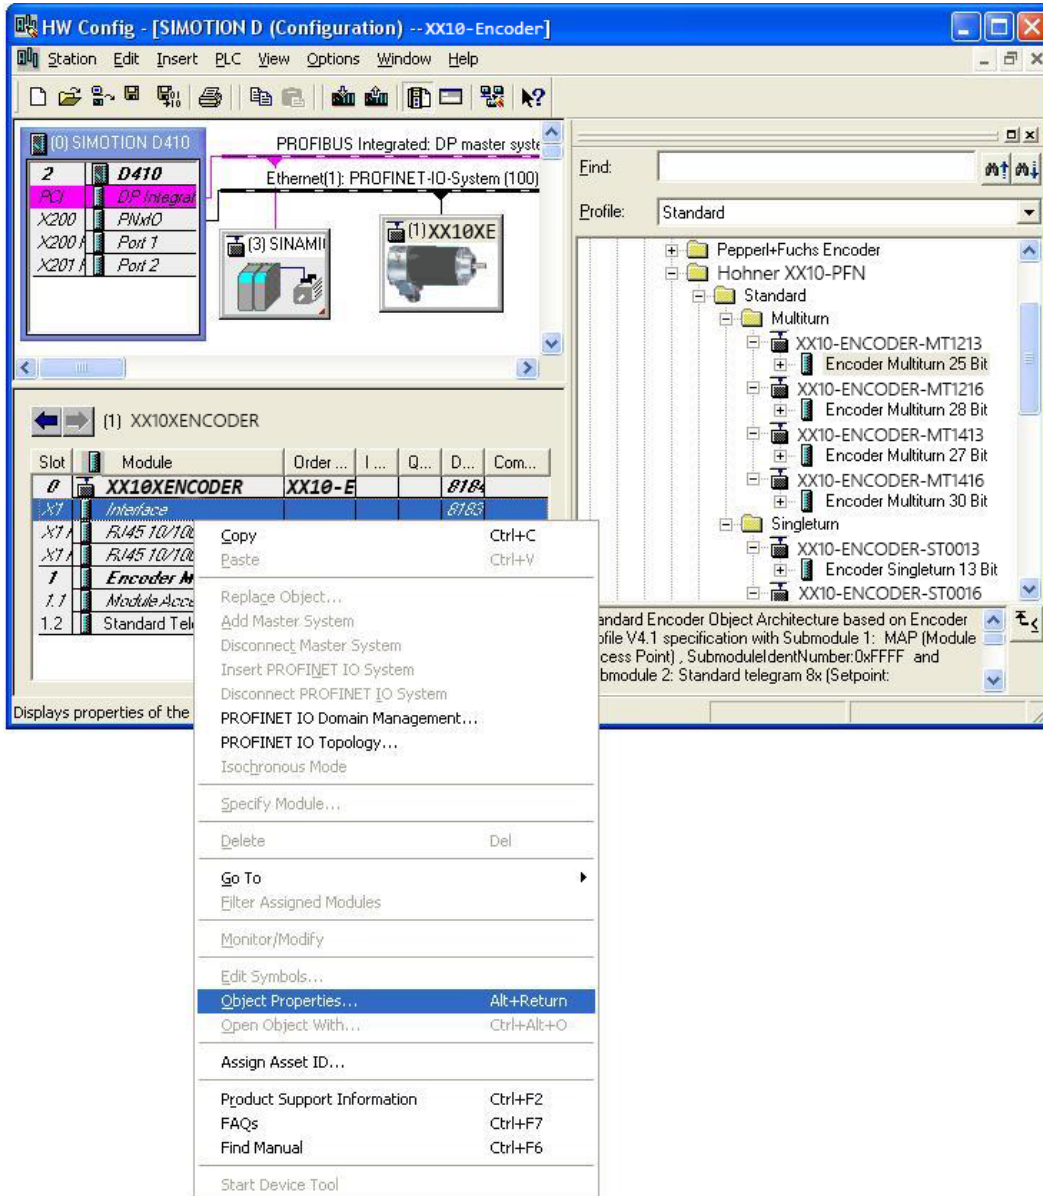 HW Config - [SIMOTION D (Configuration) -- XX10-Encoder]
Station Edit Insert PLC View Options Window Help
(0) SIMOTION D410
2 D410
PCI DP Integrat
X200 PNxIO
X200 Port 1
X201 Port 2
PROFIBUS Integrated: DP master syste
Ethernet(1): PROFINET-IO-System (100)
(3) SINAMI
(1) XX10XE
Find:
Profile: Standard
Pepperl+Fuchs Encoder
Hohner XX10-PFN
Standard
Multiturn
XX10-ENCODER-MT1213
Encoder Multiturn 25 Bit
XX10-ENCODER-MT1216
Encoder Multiturn 28 Bit
XX10-ENCODER-MT1413
Encoder Multiturn 27 Bit
XX10-ENCODER-MT1416
Encoder Multiturn 30 Bit
Singleturn
XX10-ENCODER-ST0013
Encoder Singleturn 13 Bit
XX10-ENCODER-ST0016
andard Encoder Object Architecture based on Encoder
ofile V4.1 specification with Submodule 1: MAP (Module
cess Point) , SubmoduleIdentNumber:0xFFFF and
bmodule 2: Standard telegram 8x (Setpoint:
(1) XX10XENCODER
Slot Module Order ... I ... Q... D... Com...
0 XX10XENCODER XX10-E 8184
X1 Interface 8183
X1 RJ45 10/100
X1 RJ45 10/100
1 Encoder M
1.1 Module Acce
1.2 Standard Tel
Displays properties of the
Copy Ctrl+C
Paste Ctrl+V
Replace Object...
Add Master System
Disconnect Master System
Insert PROFINET IO System
Disconnect PROFINET IO System
PROFINET IO Domain Management...
PROFINET IO Topology...
Isochronous Mode
Specify Module...
Delete Del
Go To
Filter Assigned Modules
Monitor/Modify
Edit Symbols...
Object Properties... Alt+Return
Open Object With... Ctrl+Alt+O
Assign Asset ID...
Product Support Information Ctrl+F2
FAQs Ctrl+F7
Find Manual Ctrl+F6
Start Device Tool